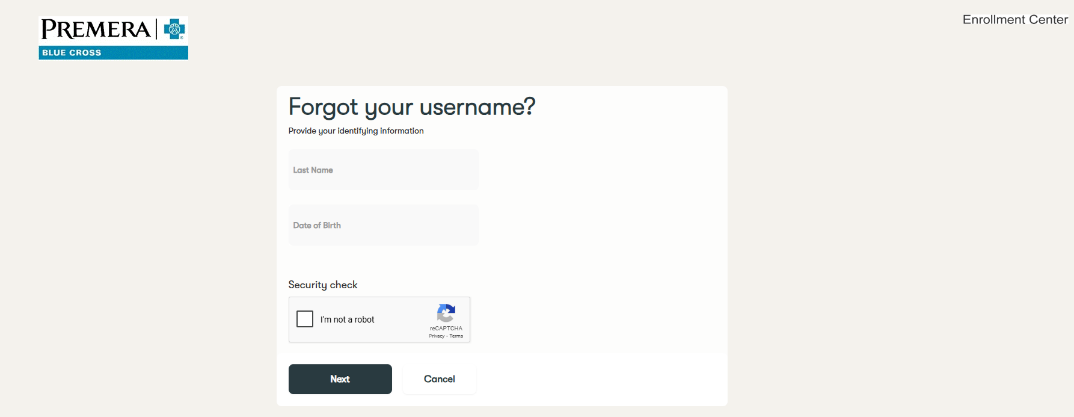 PREMERA
BLUE CROSS
Enrollment Center
Forgot your username?
Provide your identifying information
Last Name
Date of Birth
Security check
I'm not a robot
reCAPTCHA
Privacy - Terms
Next
Cancel